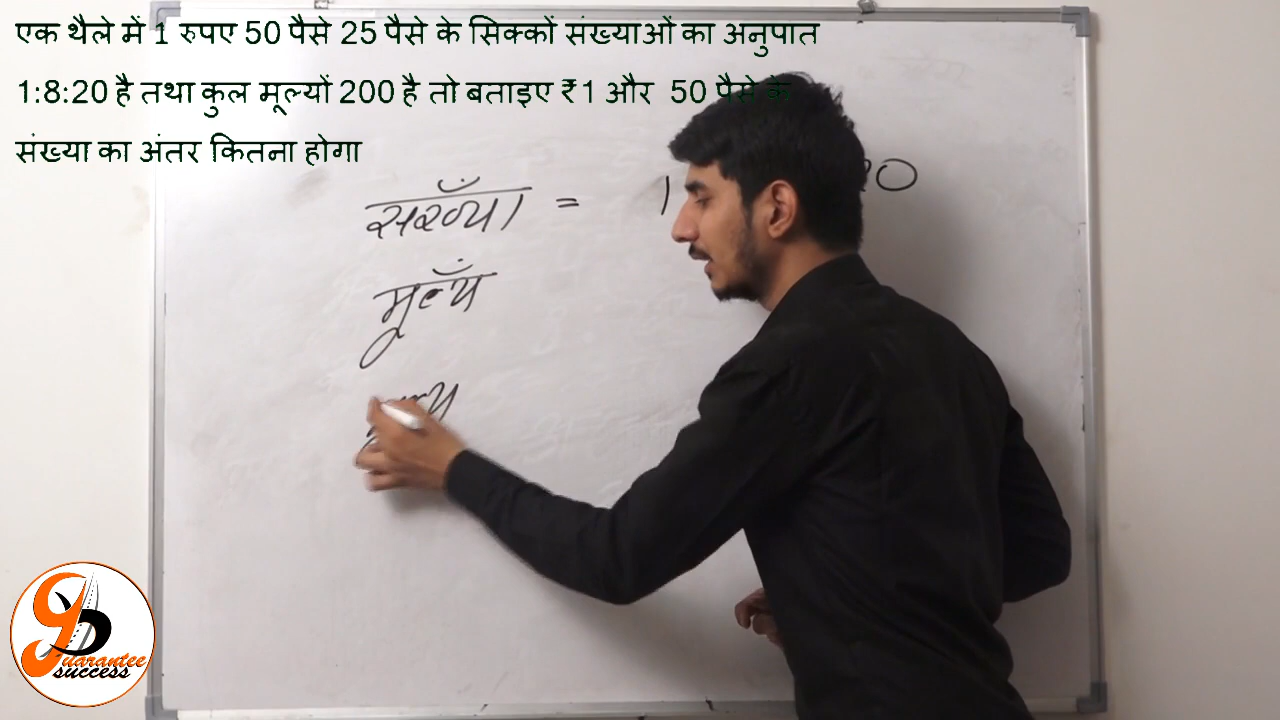 एक थैले में 1 रुपए 50 पैसे 25 पैसे के सिक्कों संख्याओं का अनुपात
1:8:20 है तथा कुल मूल्यों 200 है तो बताइए ₹1 और 50 पैसे के
संख्या का अंतर कितना होगा
= 1 20
मूल्यँ
Guarantee
success